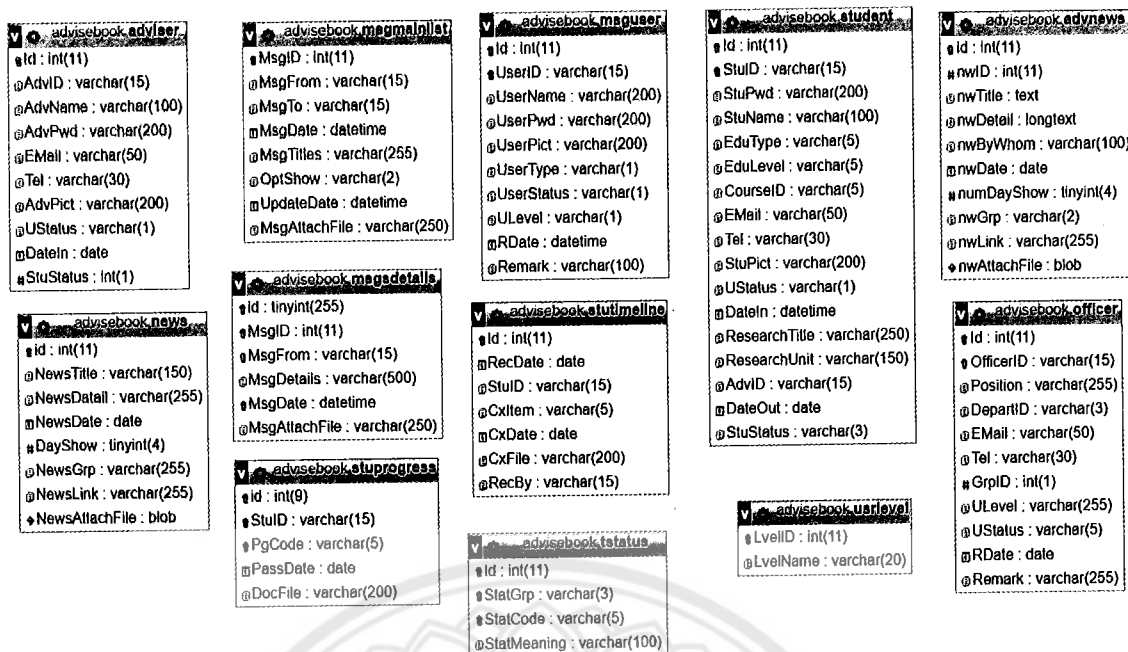 advisebook adviser
Id : int(11)
AdvID : varchar(15)
AdvName : varchar(100)
AdvPwd : varchar(200)
EMail : varchar(50)
Tel : varchar(30)
AdvPict : varchar(200)
UStatus : varchar(1)
DateIn : date
StuStatus : int(1)
advisebook news
id : int(11)
NewsTitle : varchar(150)
NewsDatail : varchar(255)
NewsDate : date
DayShow : tinyint(4)
NewsGrp : varchar(255)
NewsLink : varchar(255)
NewsAttachFile : blob
advisebook msgmainlist
MsgID : int(11)
MsgFrom : varchar(15)
MsgTo : varchar(15)
MsgDate : datetime
MsgTitles : varchar(255)
OptShow : varchar(2)
UpdateDate : datetime
MsgAttachFile : varchar(250)
advisebook msgsdetails
id : tinyint(255)
MsgID : int(11)
MsgFrom : varchar(15)
MsgDetails : varchar(500)
MsgDate : datetime
MsgAttachFile : varchar(250)
advisebook stuprogress
id : int(9)
StuID : varchar(15)
PgCode : varchar(5)
PassDate : date
DocFile : varchar(200)
advisebook msguser
Id : int(11)
UserID : varchar(15)
UserName : varchar(200)
UserPwd : varchar(200)
UserPict : varchar(200)
UserType : varchar(1)
UserStatus : varchar(1)
ULevel : varchar(1)
RDate : datetime
Remark : varchar(100)
advisebook stutimeline
Id : int(11)
RecDate : date
StuID : varchar(15)
CxItem : varchar(5)
CxDate : date
CxFile : varchar(200)
RecBy : varchar(15)
advisebook tstatus
Id : int(11)
StatGrp : varchar(3)
StatCode : varchar(5)
StatMeaning : varchar(100)
advisebook student
Id : int(11)
StuID : varchar(15)
StuPwd : varchar(200)
StuName : varchar(100)
EduType : varchar(5)
EduLevel : varchar(5)
CourseID : varchar(5)
EMail : varchar(50)
Tel : varchar(30)
StuPict : varchar(200)
UStatus : varchar(1)
DateIn : datetime
ResearchTitle : varchar(250)
ResearchUnit : varchar(150)
AdvID : varchar(15)
DateOut : date
StuStatus : varchar(3)
advisebook usrlevel
LvelID : int(11)
LvelName : varchar(20)
advisebook advnews
id : int(11)
nwID : int(11)
nwTitle : text
nwDetail : longtext
nwByWhom : varchar(100)
nwDate : date
numDayShow : tinyint(4)
nwGrp : varchar(2)
nwLink : varchar(255)
nwAttachFile : blob
advisebook officer
Id : int(11)
OfficerID : varchar(15)
Position : varchar(255)
DepartID : varchar(3)
EMail : varchar(50)
Tel : varchar(30)
GrpID : int(1)
ULevel : varchar(255)
UStatus : varchar(5)
RDate : date
Remark : varchar(255)